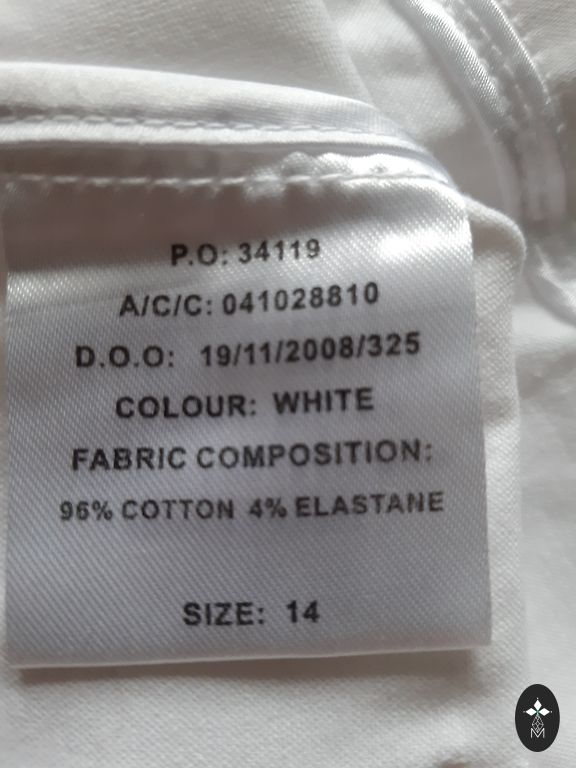 P.O: 34119
A/C/C: 041028810
D.O.O: 19/11/2008/325
COLOUR: WHITE
FABRIC COMPOSITION:
96% COTTON 4% ELASTANE
SIZE: 14
M